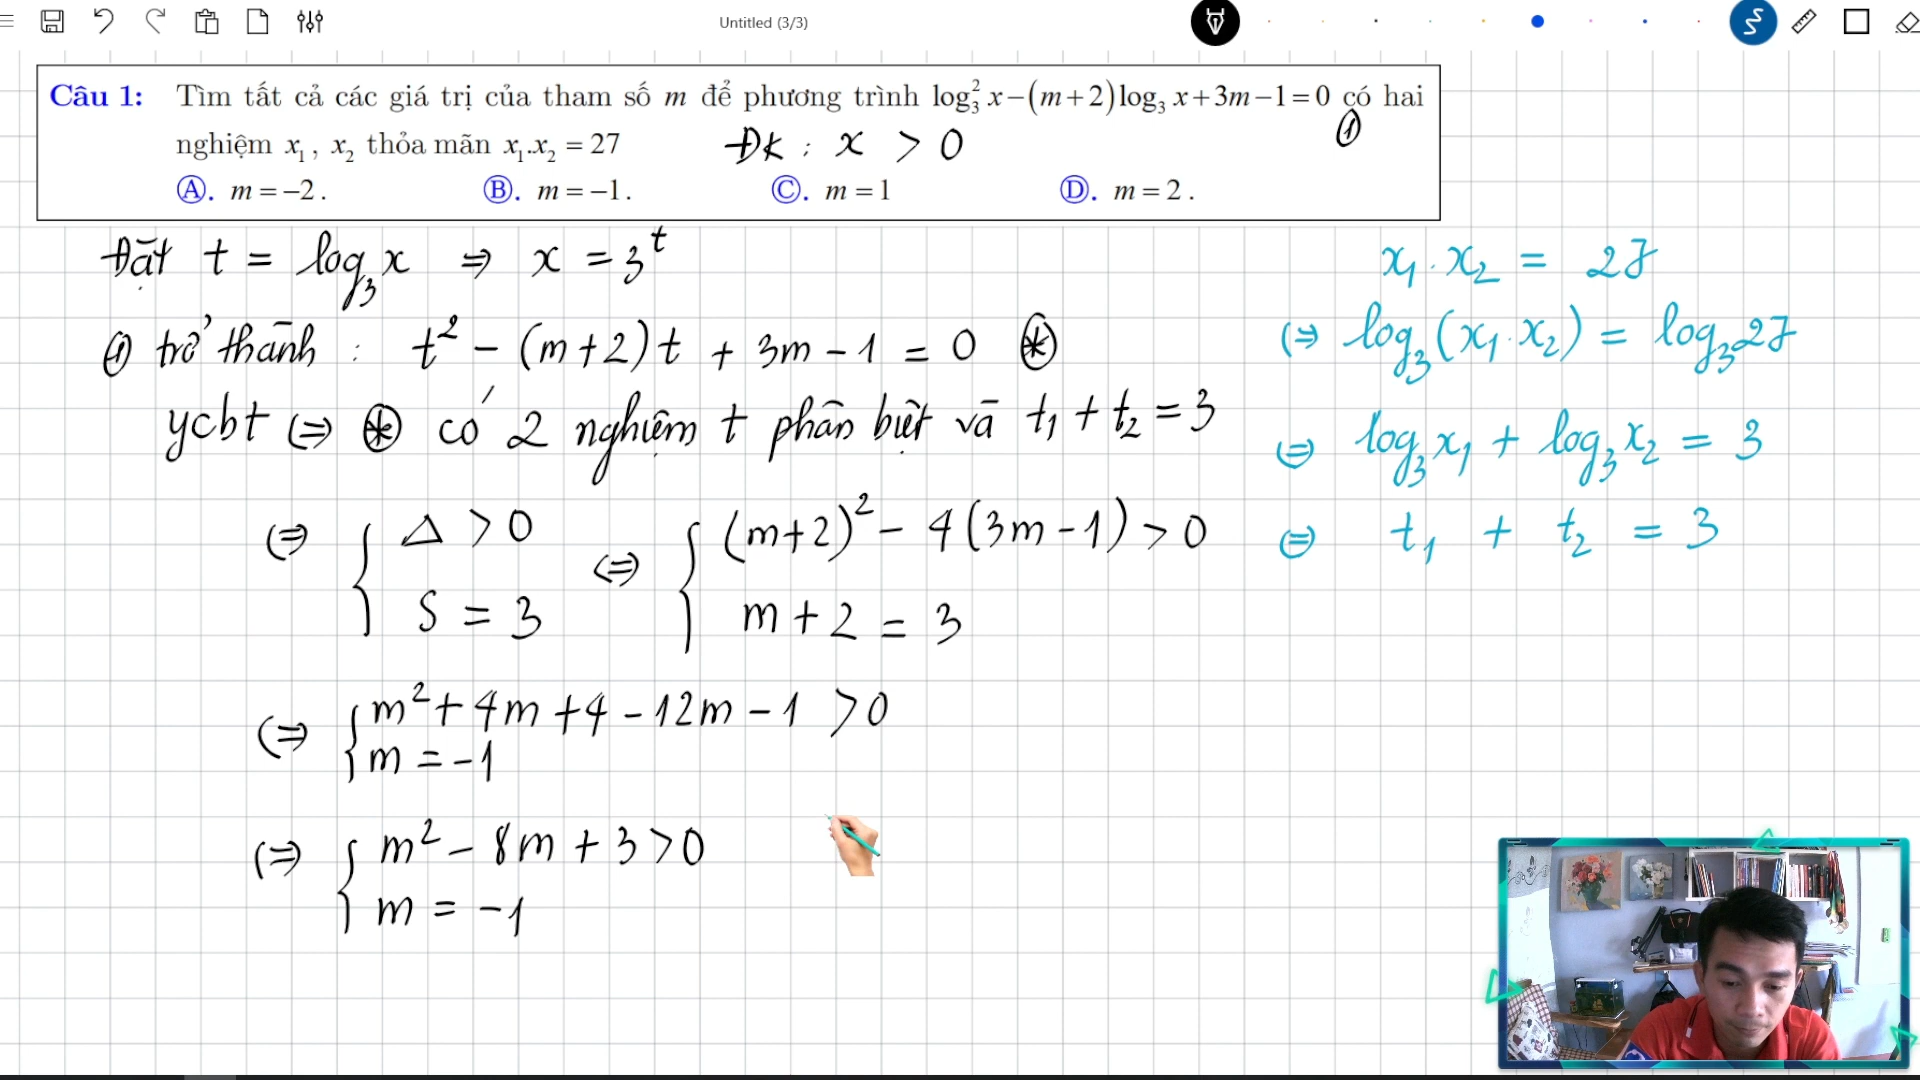 Untitled (3/3)
Câu 1: Tìm tất cả các giá trị của tham số m để phương trình log₃² x−(m+2)log₃ x+3m−1=0 có hai
nghiệm x₁, x₂ thỏa mãn x₁.x₂ = 27 ĐK : x > 0 ①
Ⓐ. m = −2. Ⓑ. m = −1. Ⓒ. m = 1 Ⓓ. m = 2.
Đặt t = log₃x ⇒ x = 3^t
① trở thành : t² − (m+2)t + 3m − 1 = 0 ⊛
ycbt ⇔ ⊛ có 2 nghiệm t phân biệt và t₁ + t₂ = 3
⇔ { Δ > 0 ⇔ { (m+2)² − 4(3m−1) > 0
S = 3 m + 2 = 3
⇔ { m² + 4m + 4 − 12m − 1 > 0
m = −1
⇔ { m² − 8m + 3 > 0
m = −1
x₁ . x₂ = 27
⇔ log₃(x₁.x₂) = log₃27
⇔ log₃x₁ + log₃x₂ = 3
⇔ t₁ + t₂ = 3